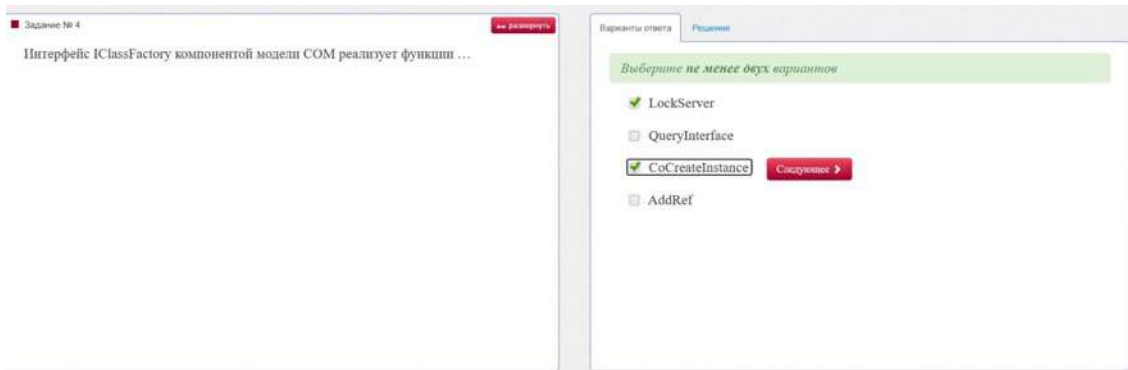 Задание № 4
развернуть
Интерфейс IClassFactory компонентой модели COM реализует функции …
Варианты ответа
Решение
Выберите не менее двух вариантов
LockServer
QueryInterface
CoCreateInstance
Следующее
AddRef